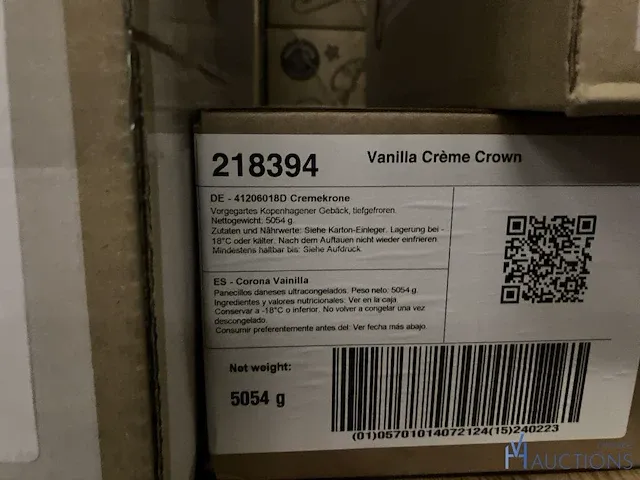 218394
Vanilla Crème Crown
DE - 41206018D Cremekrone
Vorgegartes Kopenhagener Gebäck, tiefgefroren.
Nettogewicht: 5054 g.
Zutaten und Nährwerte: Siehe Karton-Einleger. Lagerung bei -
18°C oder kälter. Nach dem Auftauen nicht wieder einfrieren.
Mindestens haltbar bis: Siehe Aufdruck
ES - Corona Vainilla
Panecillos daneses ultracongelados. Peso neto: 5054 g.
Ingredientes y valores nutricionales: Ver en la caja
Conservar a -18°C o inferior. No volver a congelar una vez
descongelado.
Consumir preferentemente antes del: Ver fecha más abajo.
Net weight:
5054 g
(01)05701014072124(15)240223
AUCTIONS